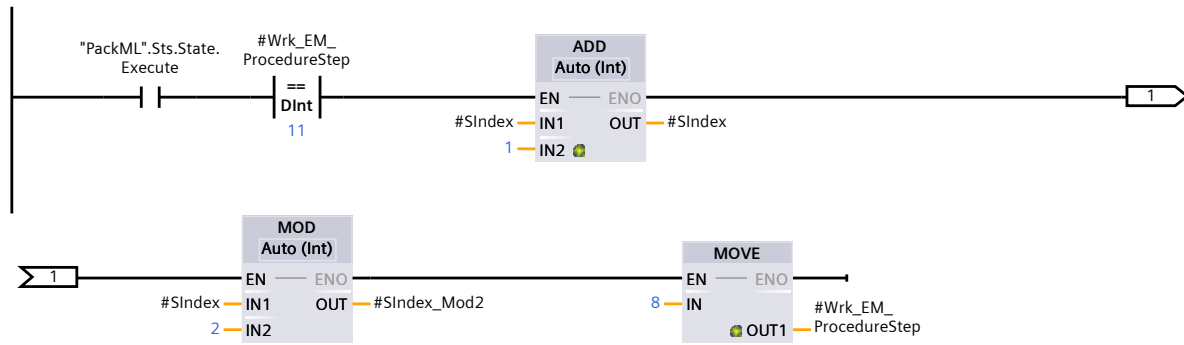 "PackML".Sts.State.
Execute
#Wrk_EM_
ProcedureStep
==
DInt
11
ADD
Auto (Int)
EN ENO
#SIndex IN1 OUT #SIndex
1 IN2
1
1
MOD
Auto (Int)
EN ENO
#SIndex IN1 OUT #SIndex_Mod2
2 IN2
MOVE
EN ENO
8 IN
OUT1
#Wrk_EM_
ProcedureStep